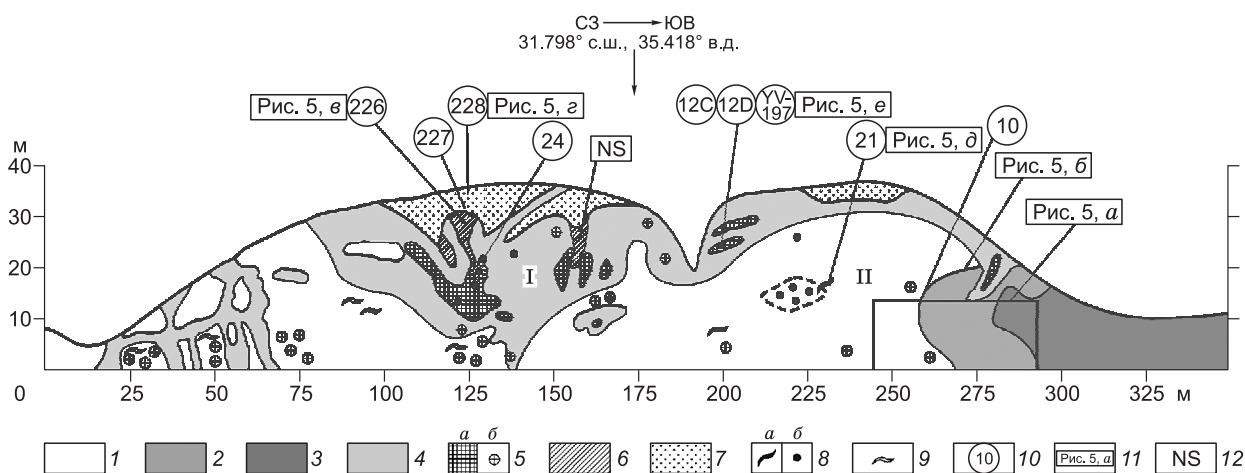 СЗ → ЮВ
31.798° с.ш., 35.418° в.д.
Рис. 5, в 226
228 Рис. 5, г
227
24
NS
12C 12D YV-197 Рис. 5, е
21 Рис. 5, д
10
Рис. 5, б
Рис. 5, а
м
40
30
20
10
I
II
0 25 50 75 100 125 150 175 200 225 250 275 300 325 м
1 2 3 4 а б 5 6 7 а б 8 9 10 10 Рис. 5, а 11 NS 12